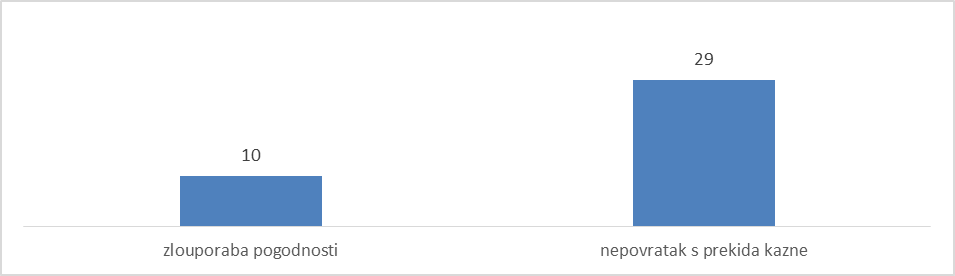 29
10
zlouporaba pogodnosti
nepovratak s prekida kazne